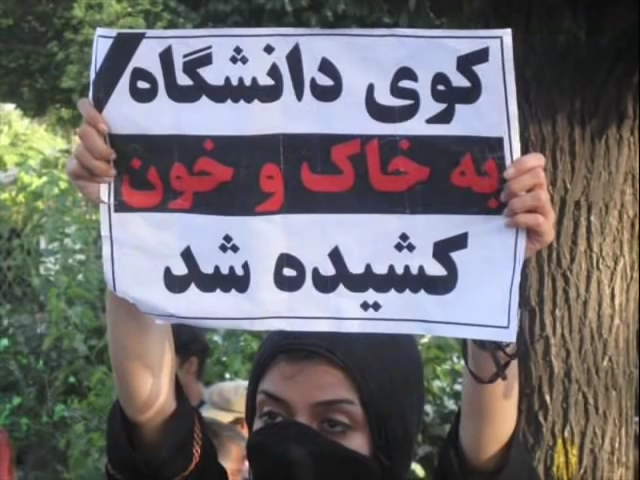 کوی دانشگاه
به خاک و خون
کشیده شد